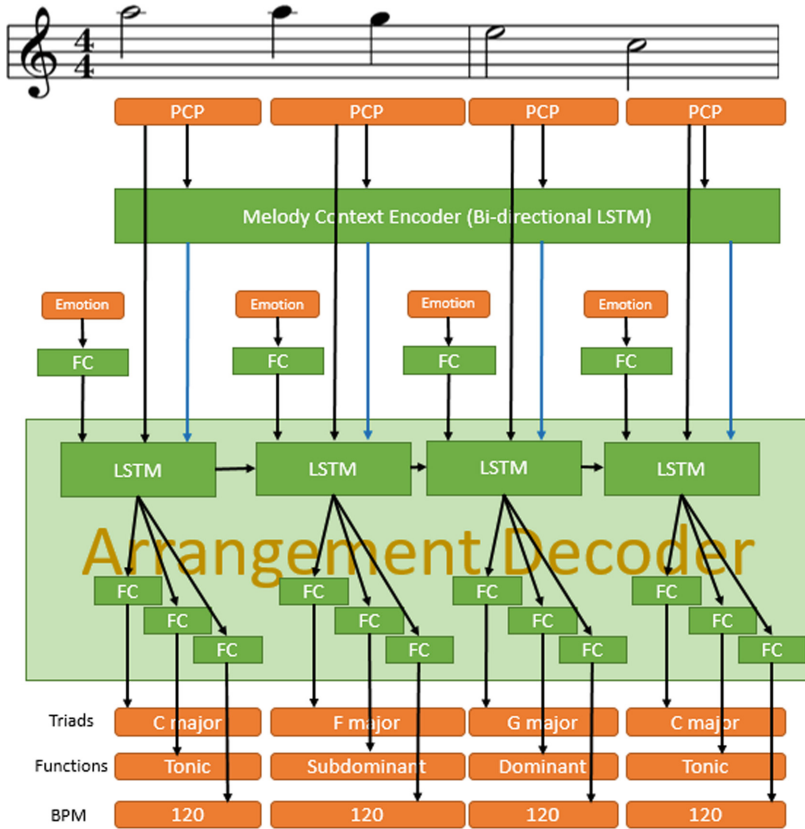 4
4
PCP PCP PCP PCP
Melody Context Encoder (Bi-directional LSTM)
Emotion Emotion Emotion Emotion
FC FC FC FC
LSTM LSTM LSTM LSTM
Arrangement Decoder
FC FC FC FC
FC FC FC FC
FC FC FC FC
Triads C major F major G major C major
Functions Tonic Subdominant Dominant Tonic
BPM 120 120 120 120